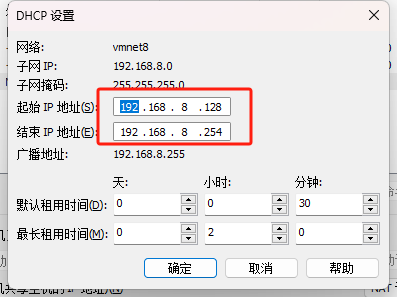 DHCP 设置
网络: vmnet8
子网 IP: 192.168.8.0
子网掩码: 255.255.255.0
起始 IP 地址(S): 192 . 168 . 8 . 128
结束 IP 地址(E): 192 . 168 . 8 . 254
广播地址: 192.168.8.255
天: 小时: 分钟:
默认租用时间(D): 0 0 30
最长租用时间(M): 0 2 0
确定 取消 帮助